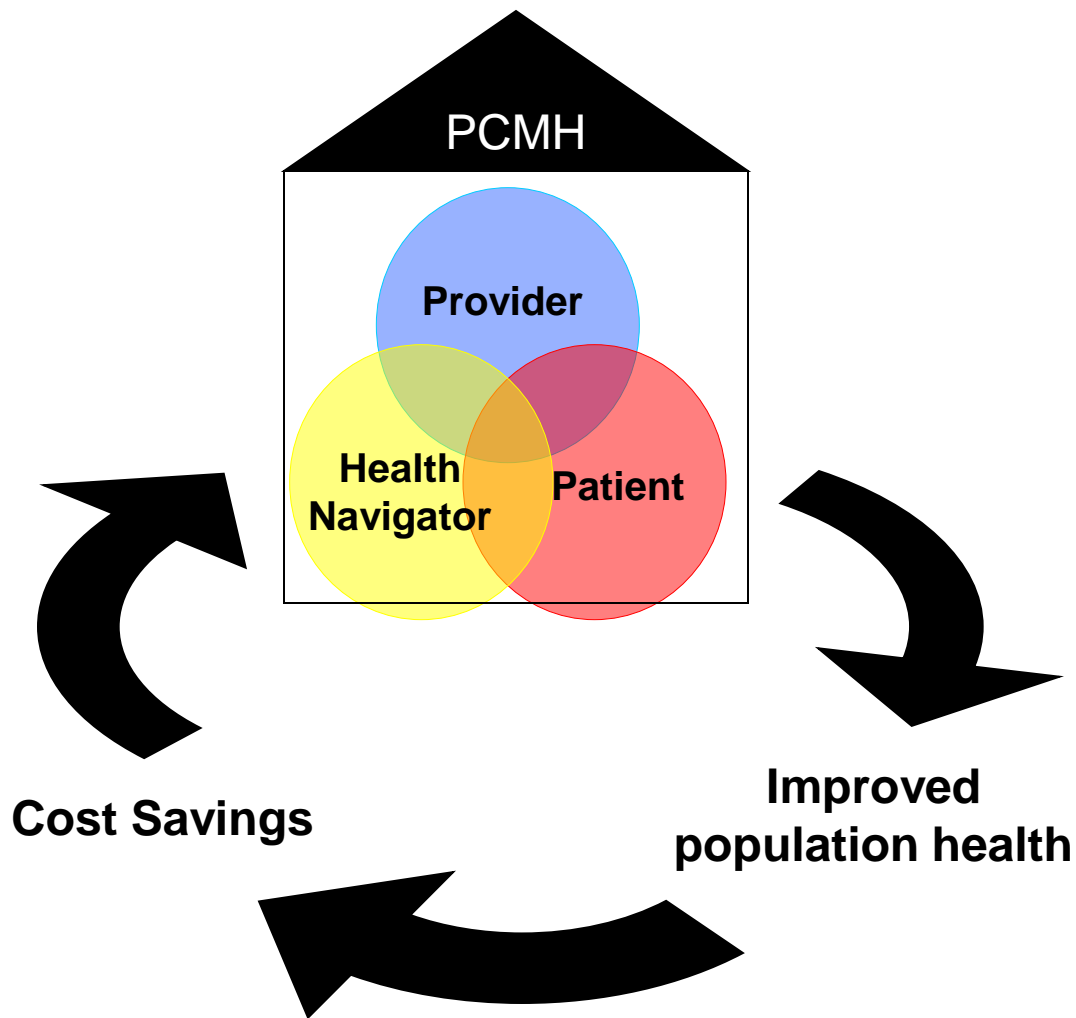 PCMH
Provider
Health
Navigator
Patient
Improved
population health
Cost Savings